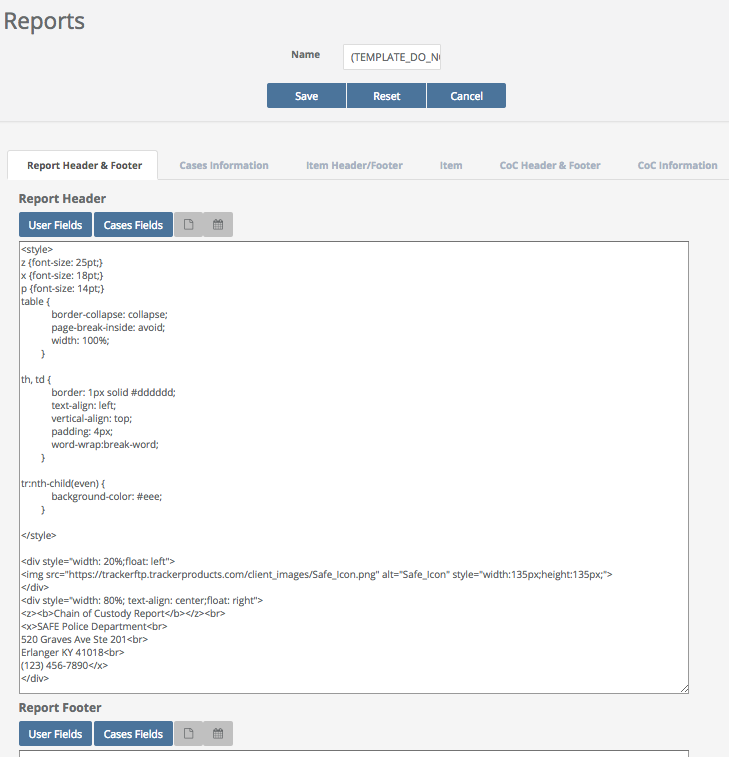 Reports
Name
(TEMPLATE_DO_N
Save Reset Cancel
Report Header & Footer Cases Information Item Header/Footer Item CoC Header & Footer CoC Information
Report Header
User Fields Cases Fields
<style>
z {font-size: 25pt;}
x {font-size: 18pt;}
p {font-size: 14pt;}
table {
border-collapse: collapse;
page-break-inside: avoid;
width: 100%;
}
th, td {
border: 1px solid #dddddd;
text-align: left;
vertical-align: top;
padding: 4px;
word-wrap:break-word;
}
tr:nth-child(even) {
background-color: #eee;
}
</style>
<div style="width: 20%;float: left">
<img src="https://trackerftp.trackerproducts.com/client_images/Safe_Icon.png" alt="Safe_Icon" style="width:135px;height:135px;">
</div>
<div style="width: 80%; text-align: center;float: right">
<z><b>Chain of Custody Report</b></z><br>
<x>SAFE Police Department<br>
520 Graves Ave Ste 201<br>
Erlanger KY 41018<br>
(123) 456-7890</x>
</div>
Report Footer
User Fields Cases Fields